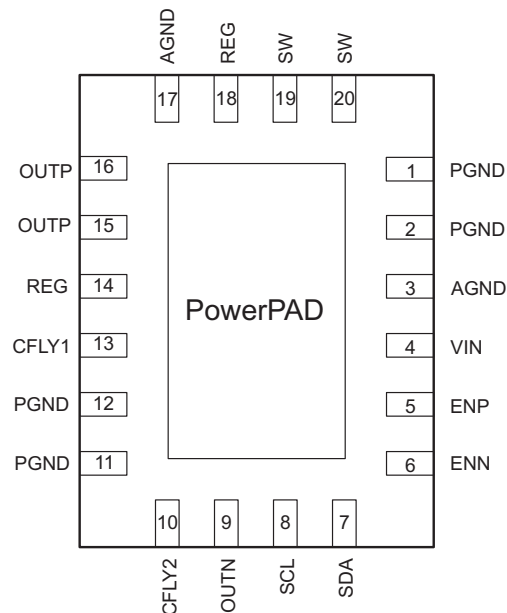 AGND REG SW SW
17 18 19 20
OUTP 16 1 PGND
OUTP 15 2 PGND
REG 14 3 AGND
PowerPAD
CFLY1 13 4 VIN
PGND 12 5 ENP
PGND 11 6 ENN
10 9 8 7
CFLY2 OUTN SCL SDA